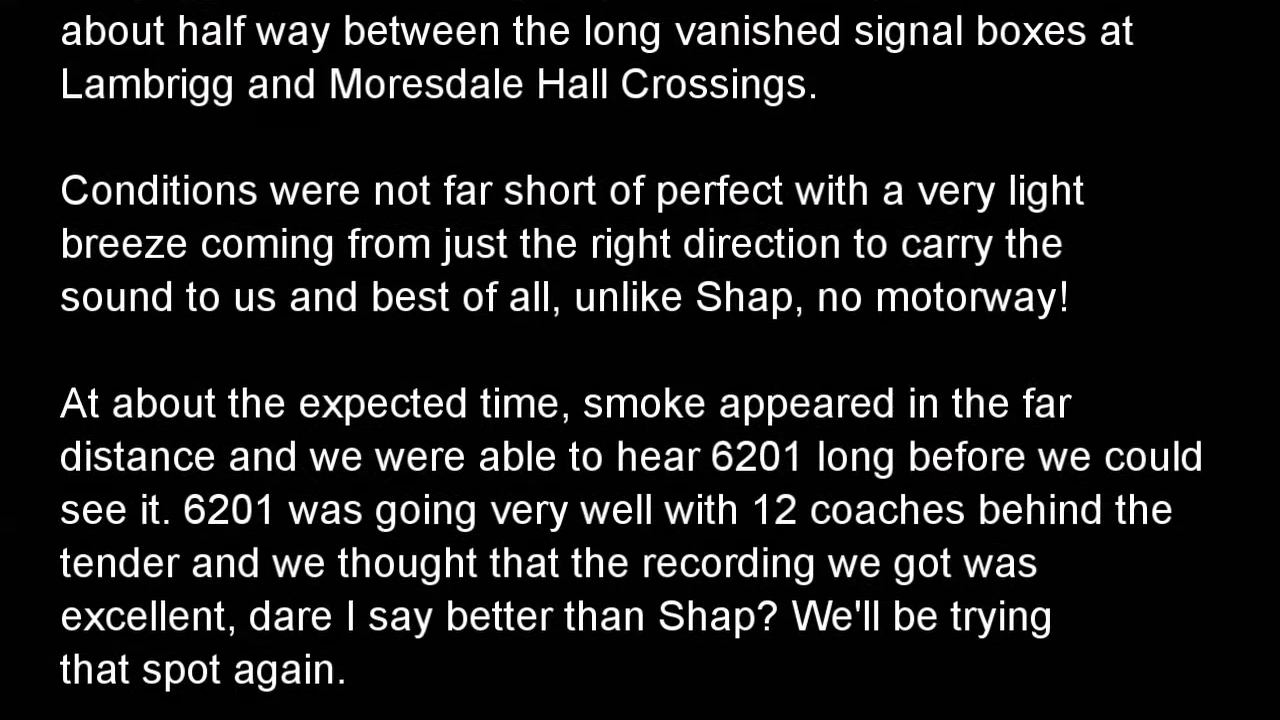 about half way between the long vanished signal boxes at
Lambrigg and Moresdale Hall Crossings.
Conditions were not far short of perfect with a very light
breeze coming from just the right direction to carry the
sound to us and best of all, unlike Shap, no motorway!
At about the expected time, smoke appeared in the far
distance and we were able to hear 6201 long before we could
see it. 6201 was going very well with 12 coaches behind the
tender and we thought that the recording we got was
excellent, dare I say better than Shap? We'll be trying
that spot again.